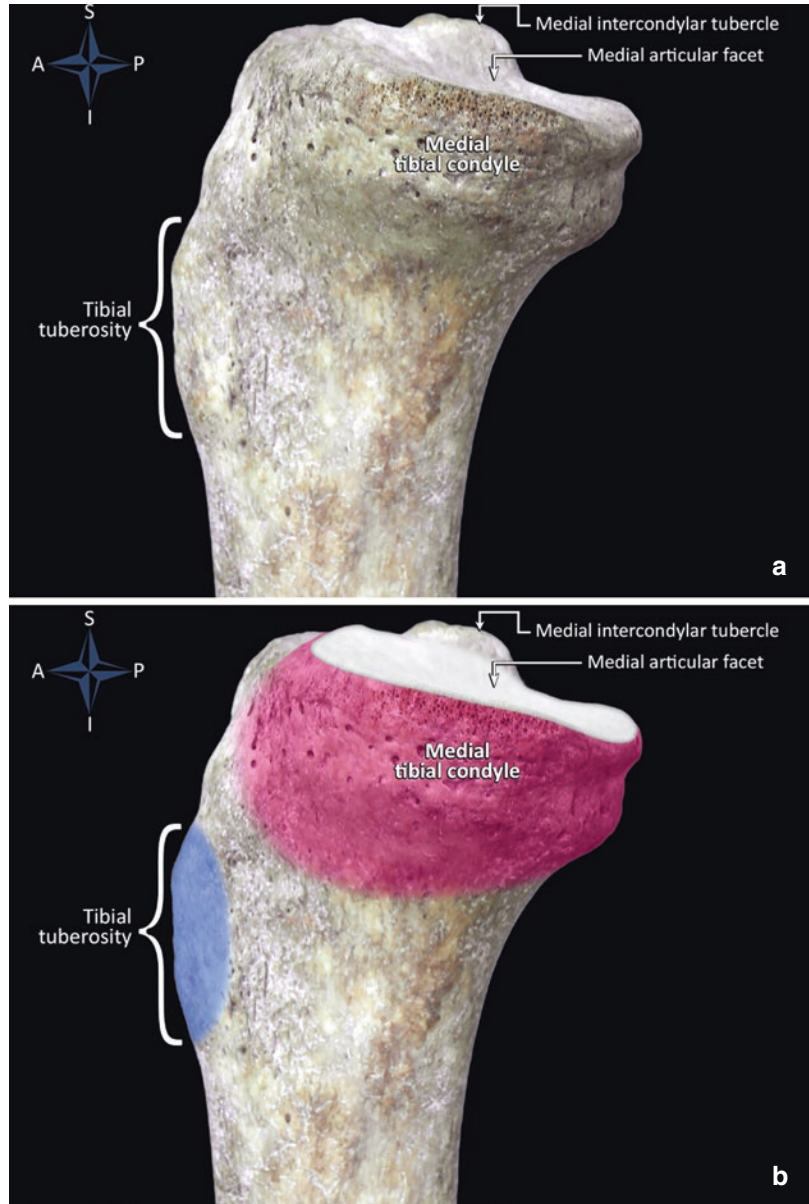 S
A
P
I
Medial intercondylar tubercle
Medial articular facet
Medial
tibial condyle
Tibial
tuberosity
a
S
A
P
I
Medial intercondylar tubercle
Medial articular facet
Medial
tibial condyle
Tibial
tuberosity
b